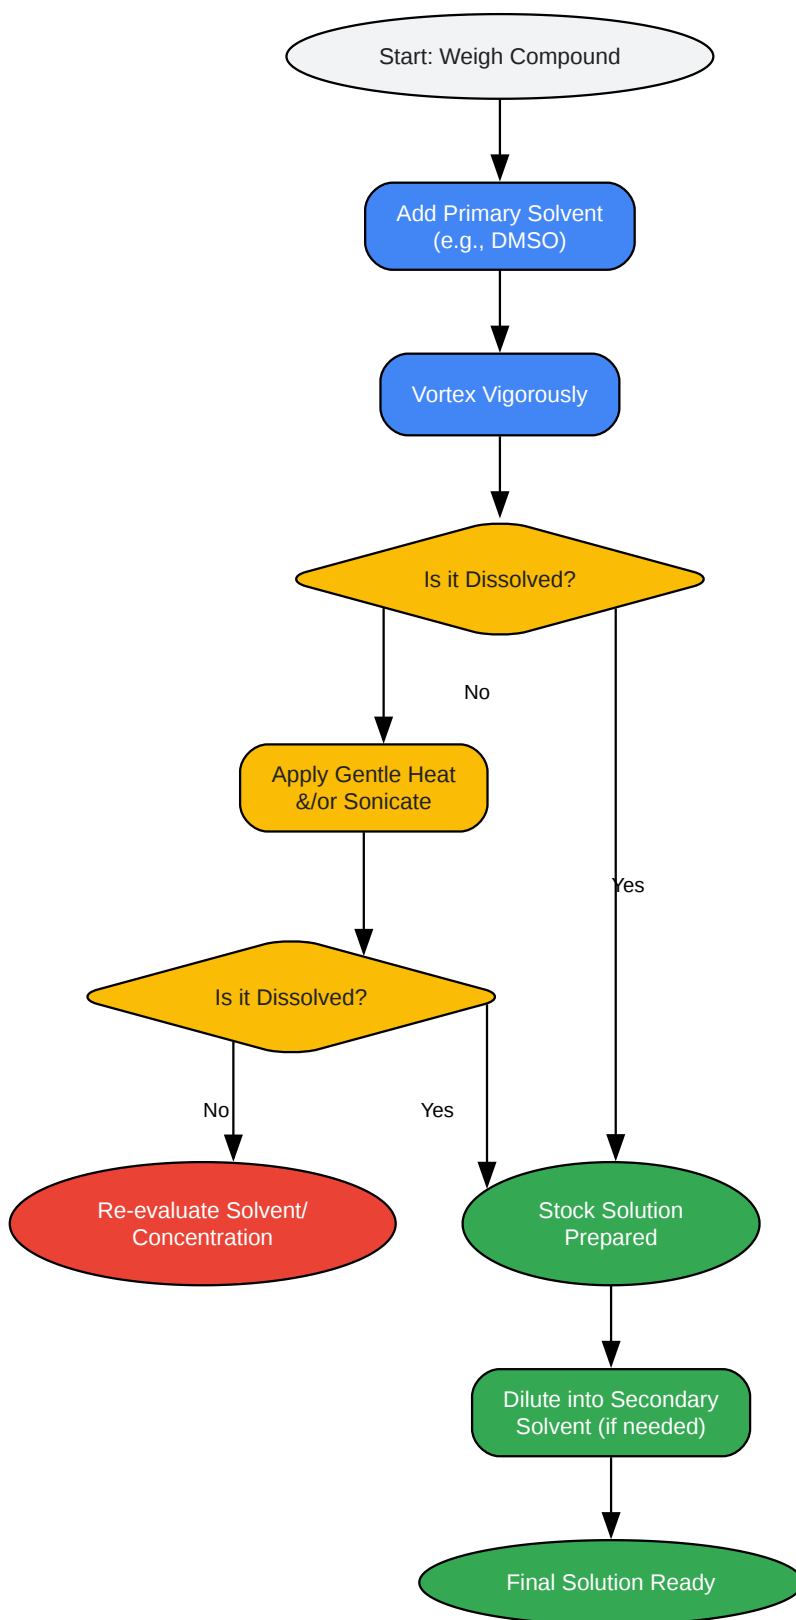 Start: Weigh Compound
Add Primary Solvent
(e.g., DMSO)
Vortex Vigorously
Is it Dissolved?
No
Apply Gentle Heat
&/or Sonicate
Yes
Is it Dissolved?
No
Yes
Re-evaluate Solvent/
Concentration
Stock Solution
Prepared
Dilute into Secondary
Solvent (if needed)
Final Solution Ready